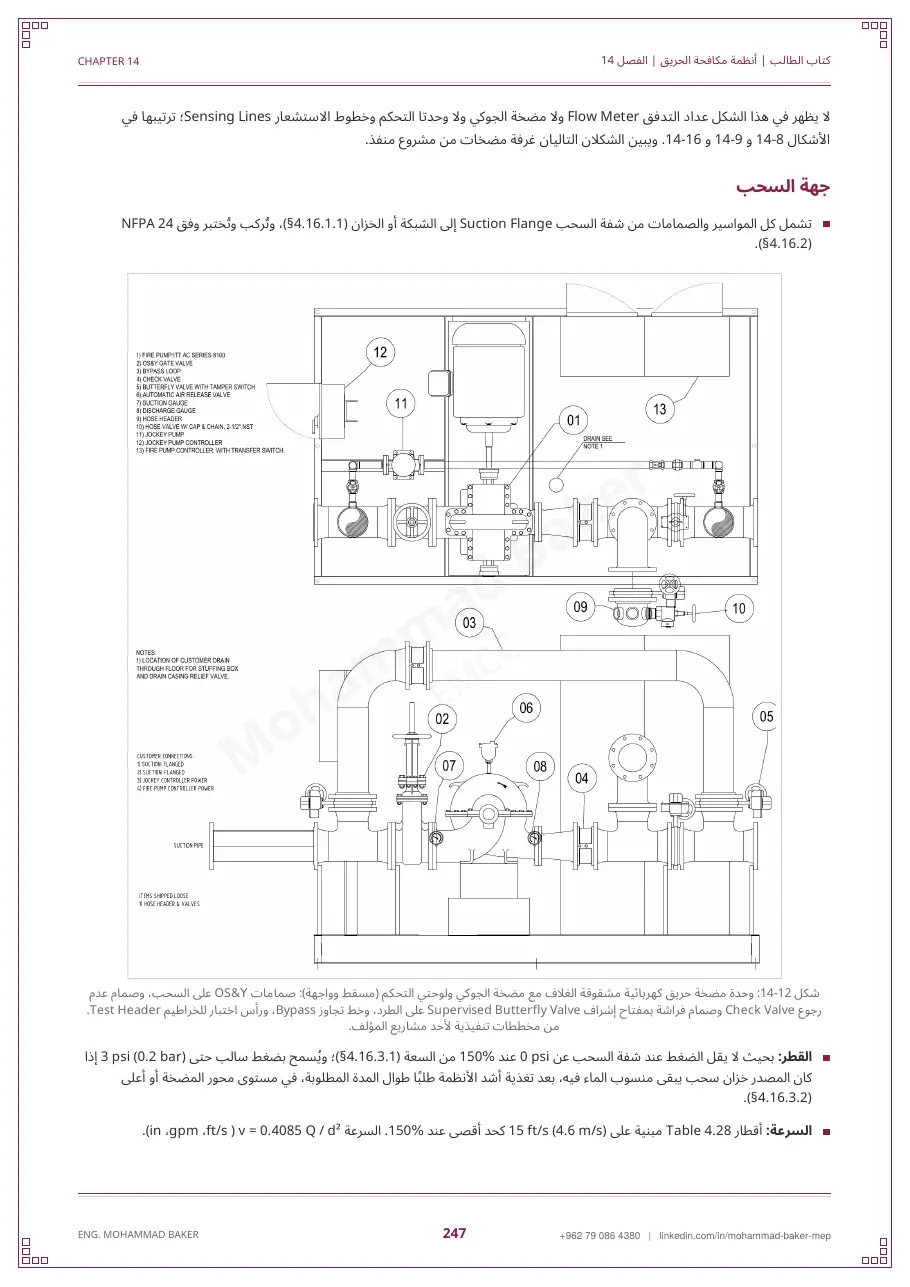 CHAPTER 14
كتاب الطالب | أنظمة مكافحة الحريق | الفصل 14
لا يظهر في هذا الشكل عداد التدفق Flow Meter ولا مضخة الجوكي ولا وحدتا التحكم وخطوط الاستشعار Sensing Lines؛ ترتيبها في
الأشكال 8-14 و 9-14 و 16-14. ويبين الشكلان التاليان غرفة مضخات من مشروع منفذ.
جهة السحب
تشمل كل المواسير والصمامات من شفة السحب Suction Flange إلى الشبكة أو الخزان (§4.16.1.1)، وتُركب وتُختبر وفق NFPA 24
(§4.16.2).
1) FIRE PUMP:ITT AC SERIES 8100
2) OS&Y GATE VALVE
3) BYPASS LOOP
4) CHECK VALVE
5) BUTTERFLY VALVE WITH TAMPER SWITCH
6) AUTOMATIC AIR RELEASE VALVE
7) SUCTION GAUGE
8) DISCHARGE GAUGE
9) HOSE HEADER
10) HOSE VALVE W/ CAP & CHAIN, 2-1/2" NST
11) JOCKEY PUMP
12) JOCKEY PUMP CONTROLLER
13) FIRE PUMP CONTROLLER, WITH TRANSFER SWITCH
12
11
01
13
DRAIN SEE
NOTE 1
09
10
03
NOTES:
1) LOCATION OF CUSTOMER DRAIN
THROUGH FLOOR FOR STUFFING BOX
AND DRAIN CASING RELIEF VALVE.
02
06
05
07
08
04
CUSTOMER CONNECTIONS:
1) SUCTION FLANGED
2) SUCTION FLANGED
3) JOCKEY CONTROLLER POWER
4) FIRE PUMP CONTROLLER POWER
SUCTION PIPE
ITEMS SHIPPED LOOSE
1) HOSE HEADER & VALVES
Mohammad Baker
EMCC
شكل 12-14: وحدة مضخة حريق كهربائية مشقوقة الغلاف مع مضخة الجوكي ولوحتي التحكم (مسقط وواجهة): صمامات OS&Y على السحب، وصمام عدم
رجوع Check Valve وصمام فراشة بمفتاح إشراف Supervised Butterfly Valve على الطرد، وخط تجاوز Bypass، ورأس اختبار للخراطيم Test Header.
من مخططات تنفيذية لأحد مشاريع المؤلف.
القطر: بحيث لا يقل الضغط عند شفة السحب عن 0 psi عند 150% من السعة (§4.16.3.1)؛ ويُسمح بضغط سالب حتى 3 psi (0.2 bar) إذا
كان المصدر خزان سحب يبقى منسوب الماء فيه، بعد تغذية أشد الأنظمة طلبًا طوال المدة المطلوبة، في مستوى محور المضخة أو أعلى
(§4.16.3.2).
السرعة: أقطار Table 4.28 مبنية على 15 ft/s (4.6 m/s) كحد أقصى عند 150%. السرعة v = 0.4085 Q / d² ( ft/s، gpm، in).
ENG. MOHAMMAD BAKER
247
+962 79 086 4380 | linkedin.com/in/mohammad-baker-mep